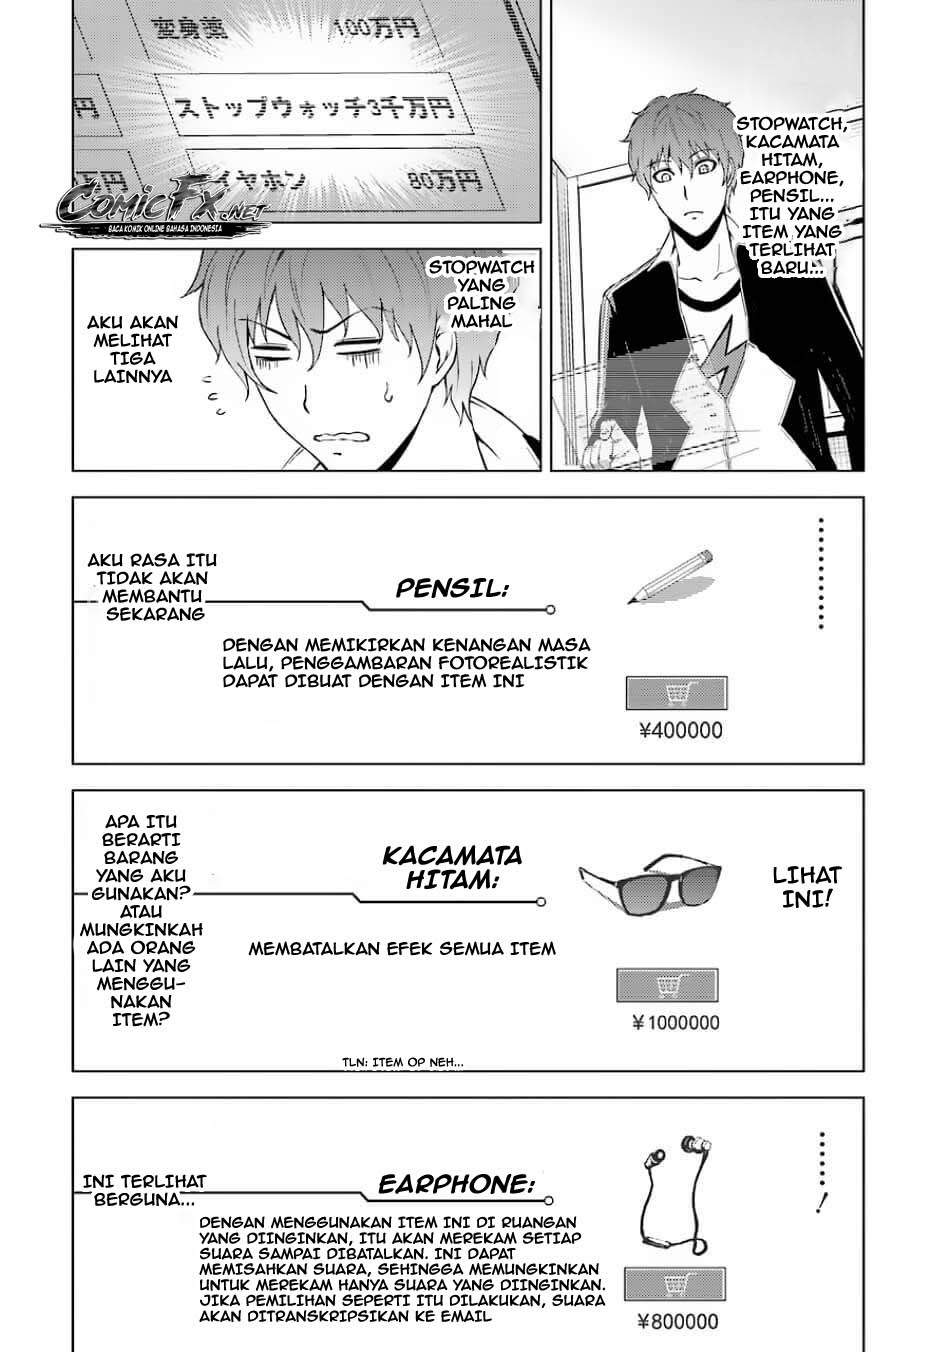 STOPWATCH,
KACAMATA
HITAM,
EARPHONE,
PENSIL...
ITU YANG
ITEM YANG
TERLIHAT
BARU...
変身薬 100万円
ストップウォッチ3千万円
万円
イヤホン 80万円
COMICFX.NET
BACA KOMIK ONLINE BAHASA INDONESIA
STOPWATCH
YANG
PALING
MAHAL
AKU AKAN
MELIHAT
TIGA
LAINNYA
AKU RASA ITU
TIDAK AKAN
MEMBANTU
SEKARANG
PENSIL:
DENGAN MEMIKIRKAN KENANGAN MASA
LALU, PENGGAMBARAN FOTOREALISTIK
DAPAT DIBUAT DENGAN ITEM INI
¥400000
LIHAT
INI!
KACAMATA
HITAM:
MEMBATALKAN EFEK SEMUA ITEM
¥1000000
APA ITU
BERARTI
BARANG
YANG AKU
GUNAKAN?
ATAU
MUNGKINKAH
ADA ORANG
LAIN YANG
MENGGU-
NAKAN
ITEM?
TLN: ITEM OP NEH...
!
INI TERLIHAT
BERGUNA...
EARPHONE:
DENGAN MENGGUNAKAN ITEM INI DI RUANGAN
YANG DIINGINKAN, ITU AKAN MEREKAM SETIAP
SUARA SAMPAI DIBATALKAN. INI DAPAT
MEMISAHKAN SUARA, SEHINGGA MEMUNGKINKAN
UNTUK MEREKAM HANYA SUARA YANG DIINGINKAN.
JIKA PEMILIHAN SEPERTI ITU DILAKUKAN, SUARA
AKAN DITRANSKRIPSIKAN KE EMAIL
¥800000